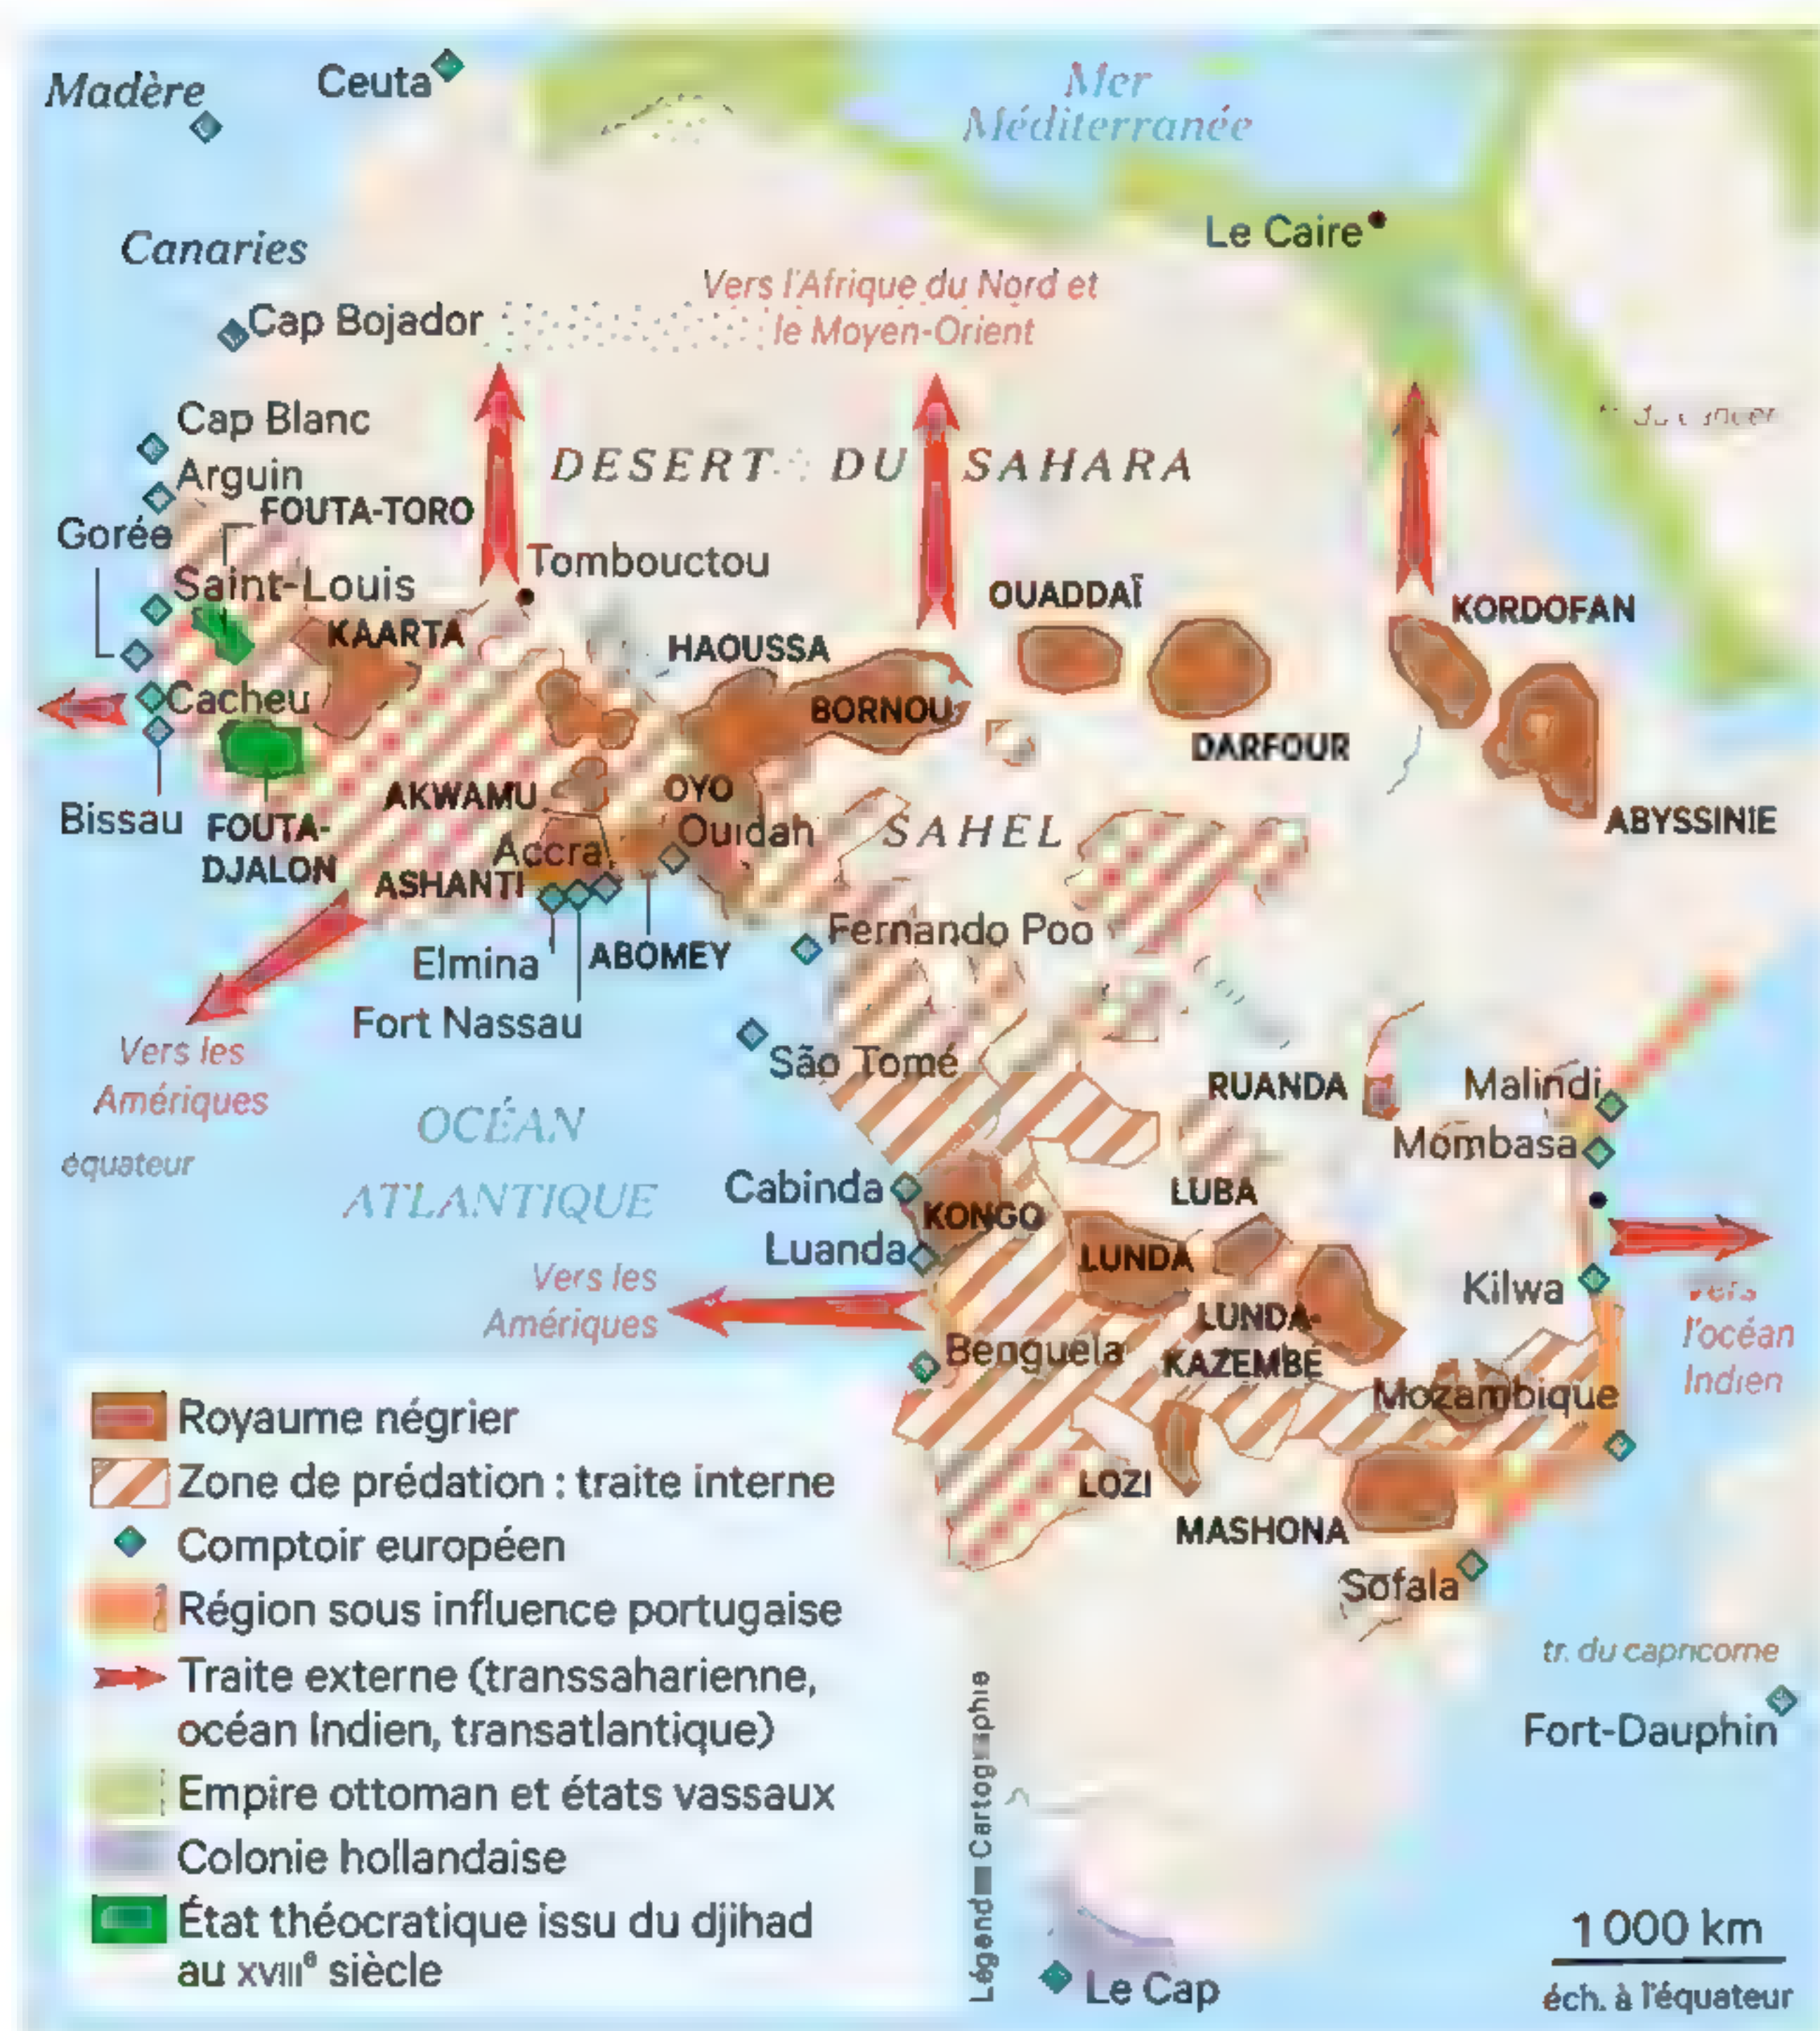 Madère
Ceuta
Mer
Méditerranée
Canaries
Le Caire
Vers l'Afrique du Nord et
le Moyen-Orient
Cap Bojador
Cap Blanc
Arguin
DESERT DU SAHARA
FOUTA-TORO
Gorée
Tombouctou
Saint-Louis
OUADDAÏ
KORDOFAN
KAARTA
HAOUSSA
Cacheu
BORNOU
DARFOUR
AKWAMU
OYO
Bissau
FOUTA-
DJALON
Accra
Ouidah
SAHEL
ABYSSINIE
ASHANTI
Elmina
ABOMEY
Fernando Poo
Fort Nassau
São Tomé
Vers les
Amériques
OCÉAN
ATLANTIQUE
équateur
RUANDA
Malindi
Mombasa
Cabinda
KONGO
LUBA
Luanda
LUNDA
Vers les
Amériques
Kilwa
vers
l'océan
Indien
LUNDA-
KAZEMBE
Benguela
Mozambique
LOZI
MASHONA
Sofala
tr. du capricorne
Fort-Dauphin
Royaume négrier
Zone de prédation : traite interne
Comptoir européen
Région sous influence portugaise
Traite externe (transsaharienne,
océan Indien, transatlantique)
Empire ottoman et états vassaux
Colonie hollandaise
État théocratique issu du djihad
au XVIIIe siècle
Cartographie
Le Cap
1 000 km
éch. à l'équateur